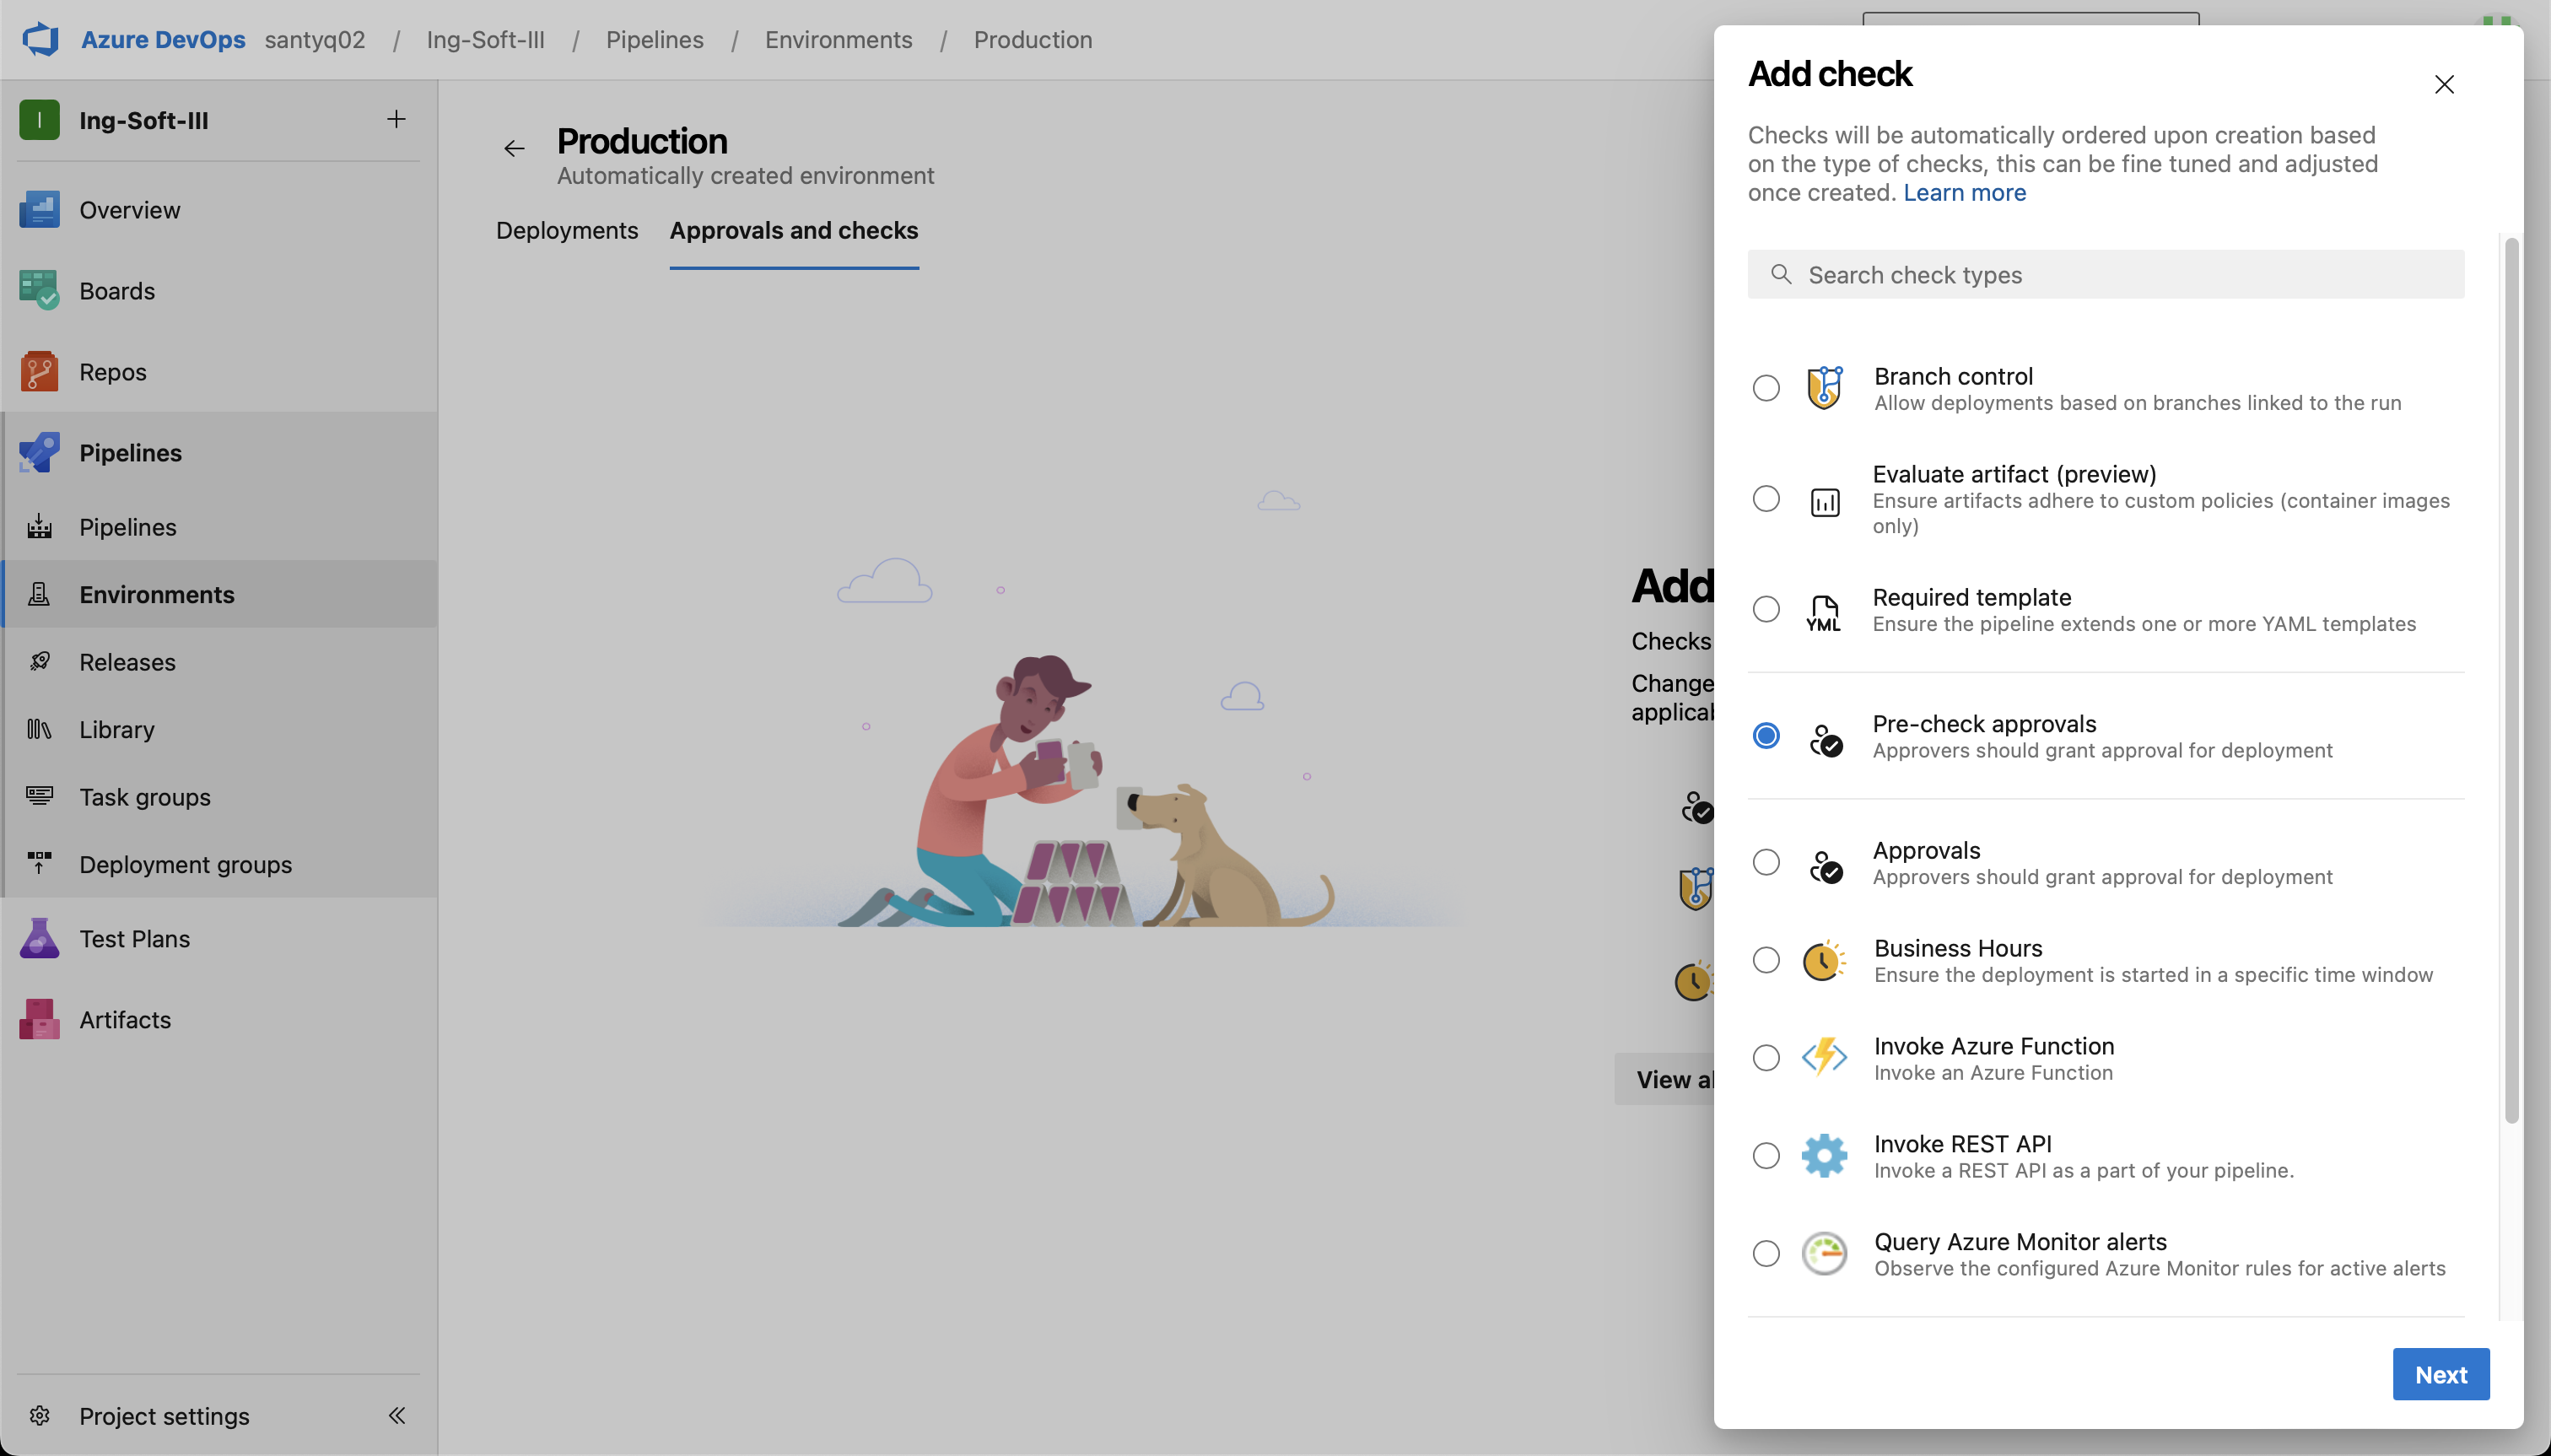 Azure DevOps santyq02 / Ing-Soft-III / Pipelines / Environments / Production
I Ing-Soft-III
Overview
Boards
Repos
Pipelines
Pipelines
Environments
Releases
Library
Task groups
Deployment groups
Test Plans
Artifacts
Project settings
Production
Automatically created environment
Deployments Approvals and checks
Add
Checks
Change
View al
Add check
Checks will be automatically ordered upon creation based
on the type of checks, this can be fine tuned and adjusted
once created. Learn more
Search check types
Branch control
Allow deployments based on branches linked to the run
Evaluate artifact (preview)
Ensure artifacts adhere to custom policies (container images
only)
YML
Required template
Ensure the pipeline extends one or more YAML templates
Pre-check approvals
Approvers should grant approval for deployment
Approvals
Approvers should grant approval for deployment
Business Hours
Ensure the deployment is started in a specific time window
Invoke Azure Function
Invoke an Azure Function
Invoke REST API
Invoke a REST API as a part of your pipeline.
Query Azure Monitor alerts
Observe the configured Azure Monitor rules for active alerts
Next